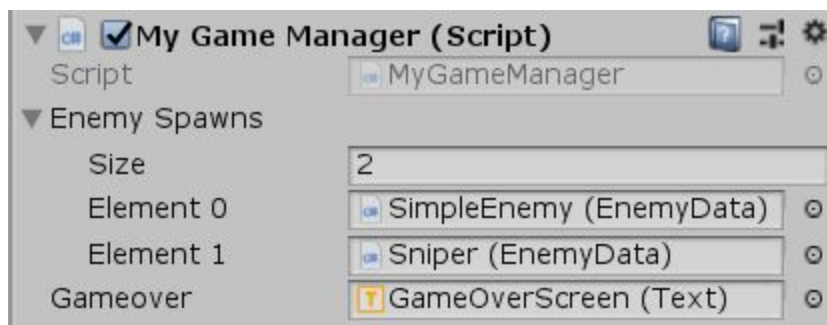 My Game Manager (Script)
Script MyGameManager
Enemy Spawns
Size 2
Element 0 SimpleEnemy (EnemyData)
Element 1 Sniper (EnemyData)
Gameover GameOverScreen (Text)